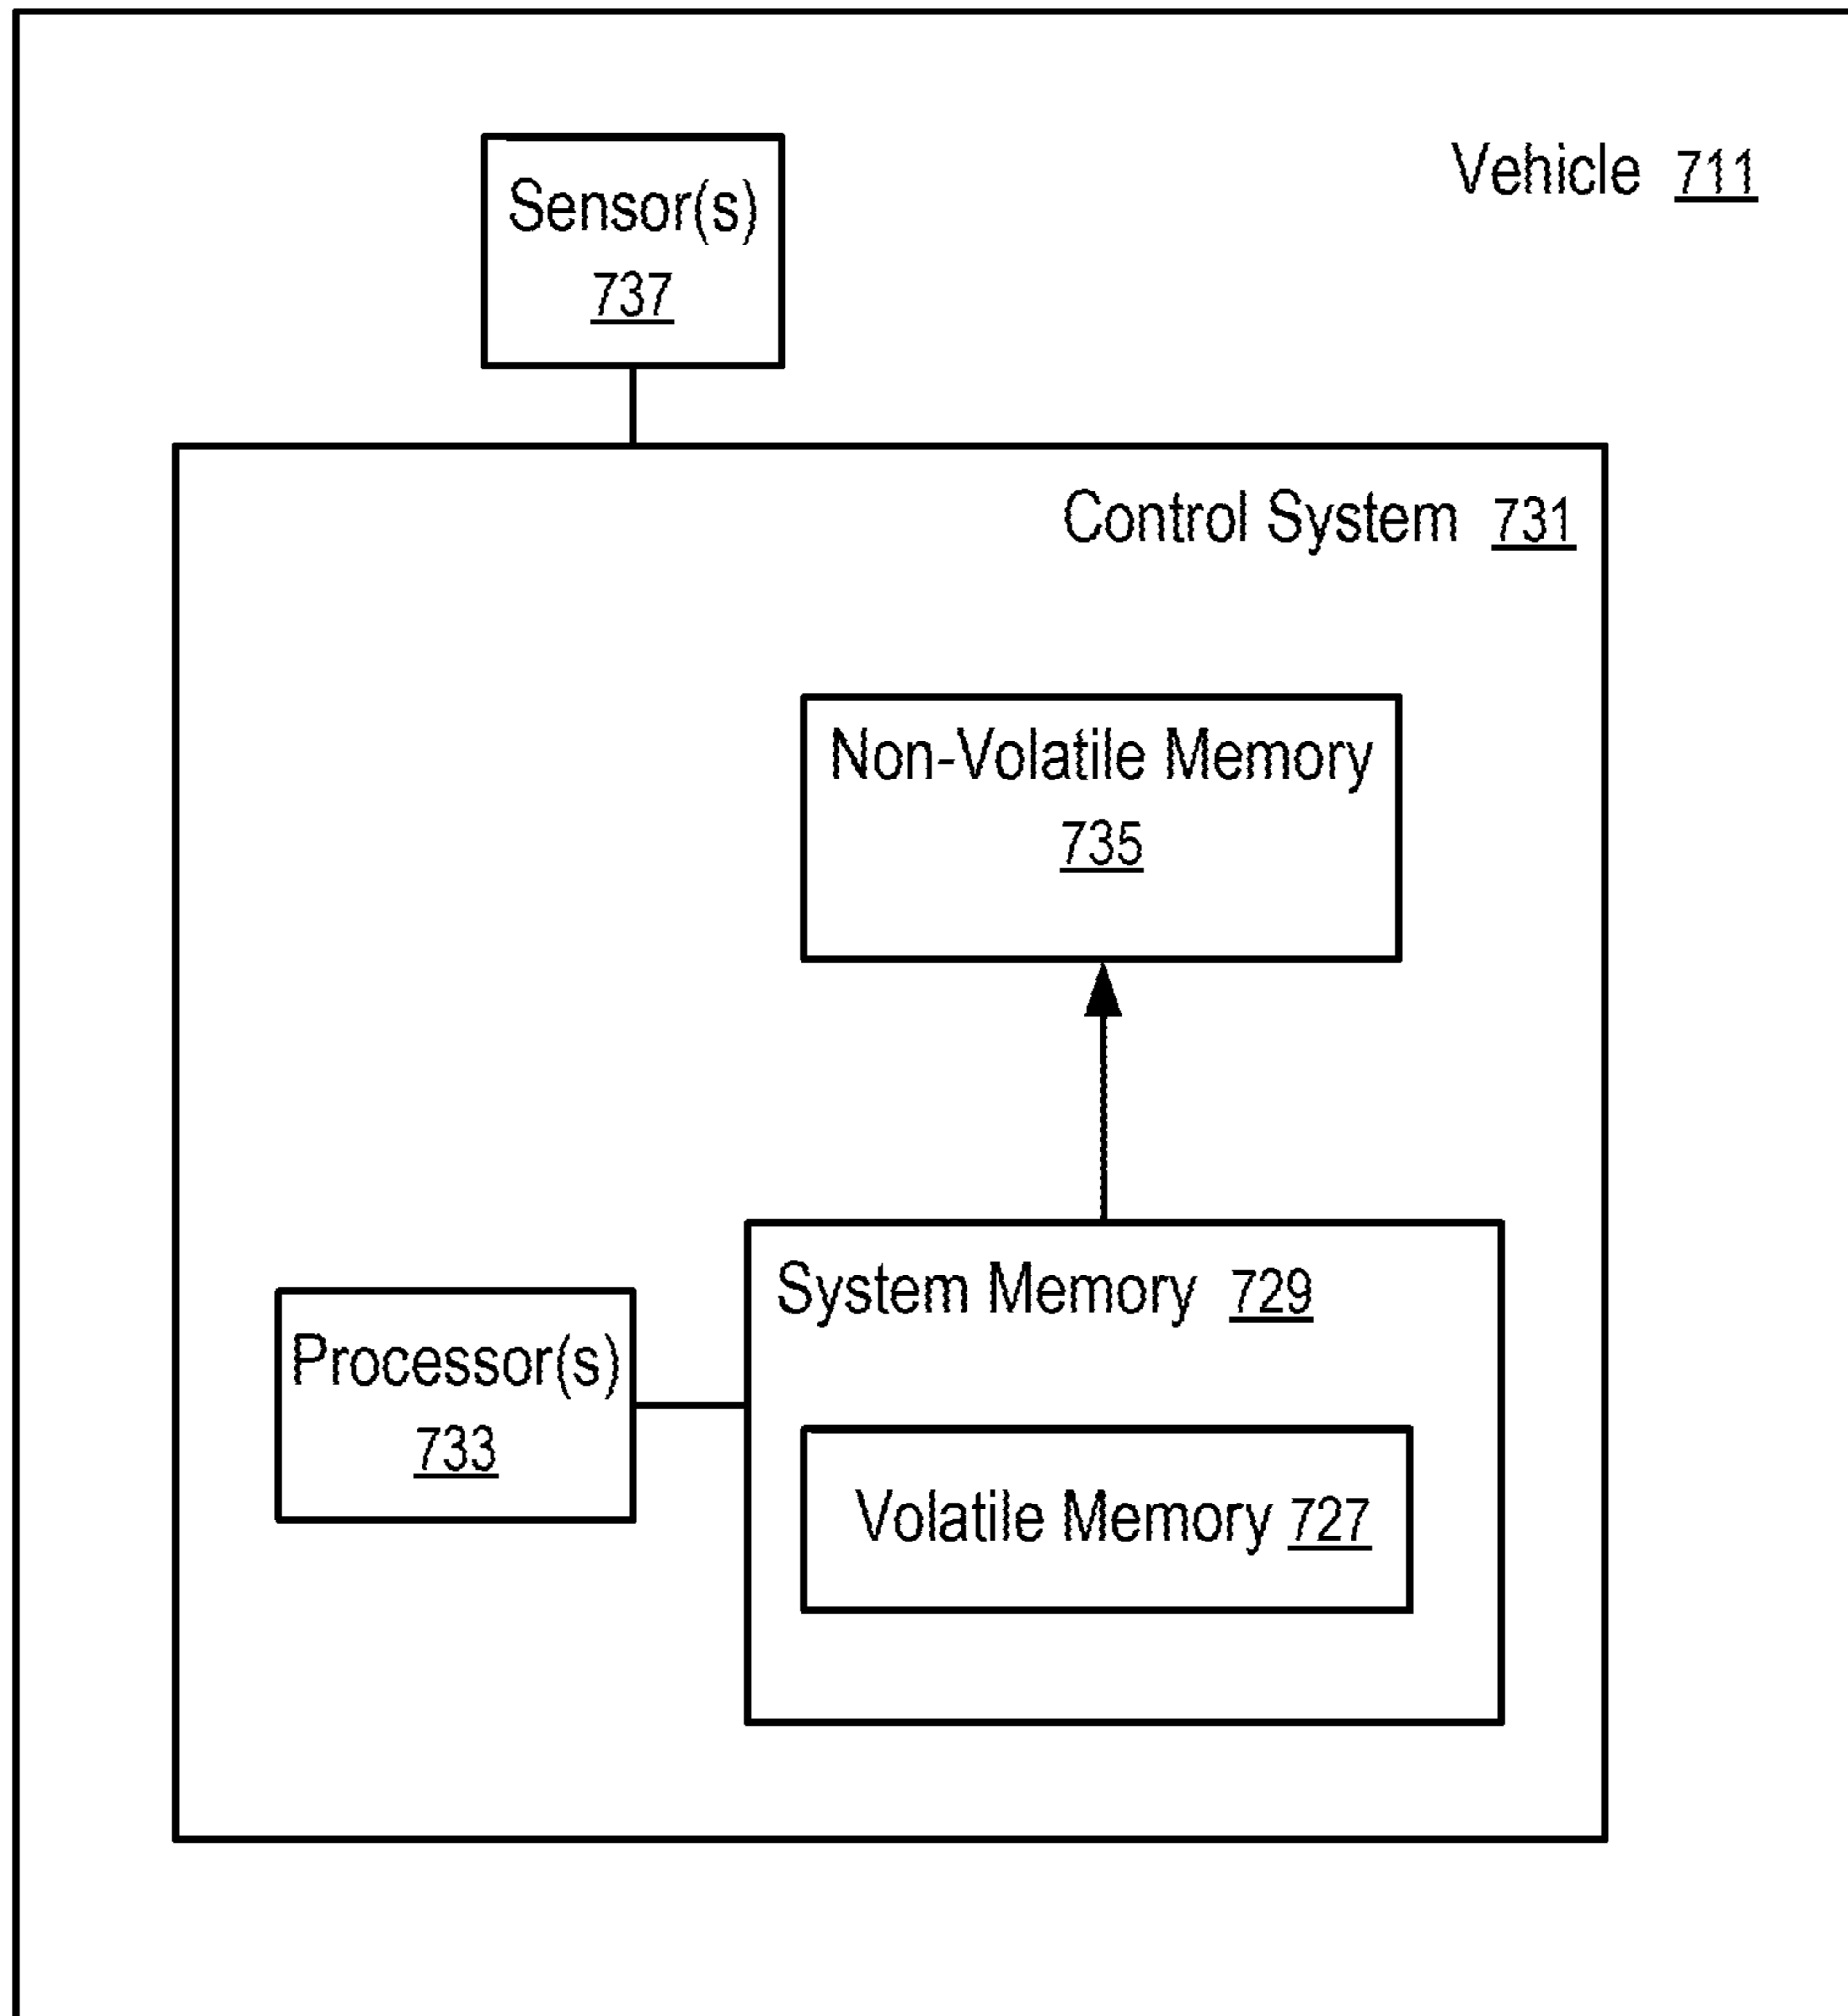 Vehicle 711
Sensor(s)
737
Control System 731
Non-Volatile Memory
735
System Memory 729
Processor(s)
733
Volatile Memory 727